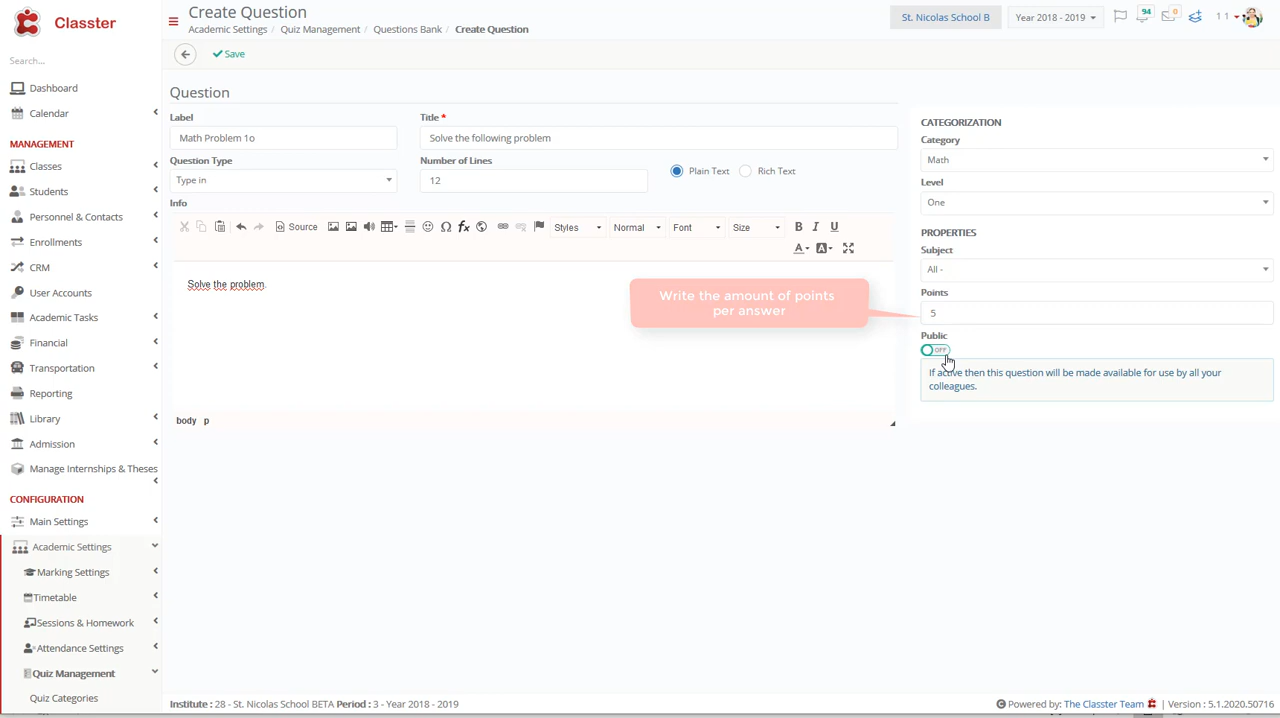 Classter
Search...
Dashboard
Calendar
MANAGEMENT
Classes
Students
Personnel & Contacts
Enrollments
CRM
User Accounts
Academic Tasks
Financial
Transportation
Reporting
Library
Admission
Manage Internships & Theses
CONFIGURATION
Main Settings
Academic Settings
Marking Settings
Timetable
Sessions & Homework
Attendance Settings
Quiz Management
Quiz Categories
Create Question
Academic Settings / Quiz Management / Questions Bank / Create Question
St. Nicolas School B
Year 2018 - 2019
94
0
1 1
Save
Question
Label
Title *
Math Problem 1o
Solve the following problem
Question Type
Number of Lines
Type in
12
Plain Text
Rich Text
Info
Source
Styles
Normal
Font
Size
B I U
A
A
Solve the problem.
body p
Write the amount of points
per answer
CATEGORIZATION
Category
Math
Level
One
PROPERTIES
Subject
All -
Points
5
Public
OFF
If active then this question will be made available for use by all your
colleagues.
Institute : 28 - St. Nicolas School BETA Period : 3 - Year 2018 - 2019
Powered by: The Classter Team
Version : 5.1.2020.50716